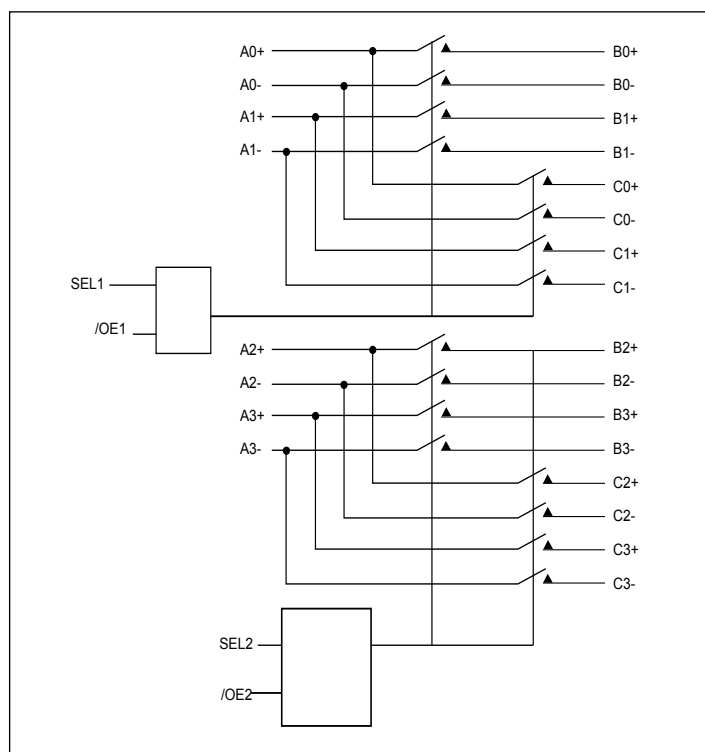 A0+ B0+
A0- B0-
A1+ B1+
A1- B1-
C0+
C0-
C1+
SEL1 C1-
/OE1
A2+ B2+
A2- B2-
A3+ B3+
A3- B3-
C2+
C2-
C3+
C3-
SEL2
/OE2